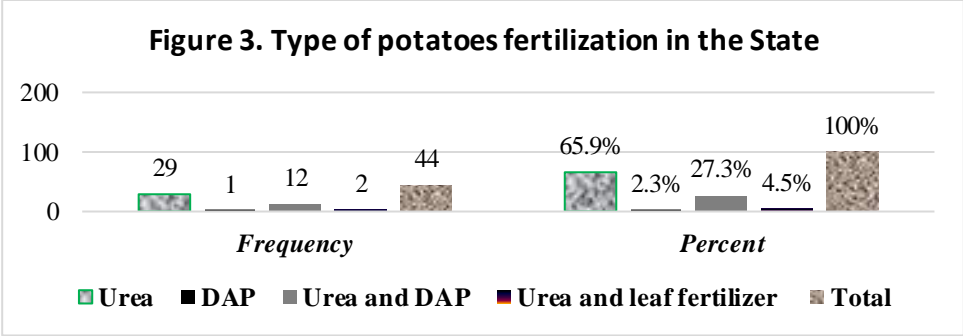 Figure 3. Type of potatoes fertilization in the State
200
100
0
29
1
12
2
44
65.9%
2.3%
27.3%
4.5%
100%
Frequency
Percent
Urea
DAP
Urea and DAP
Urea and leaf fertilizer
Total